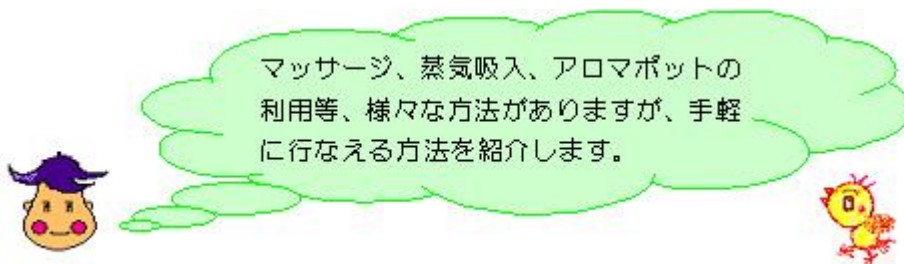 マッサージ、蒸気吸入、アロマポットの
利用等、様々な方法がありますが、手軽
に行なえる方法を紹介します。